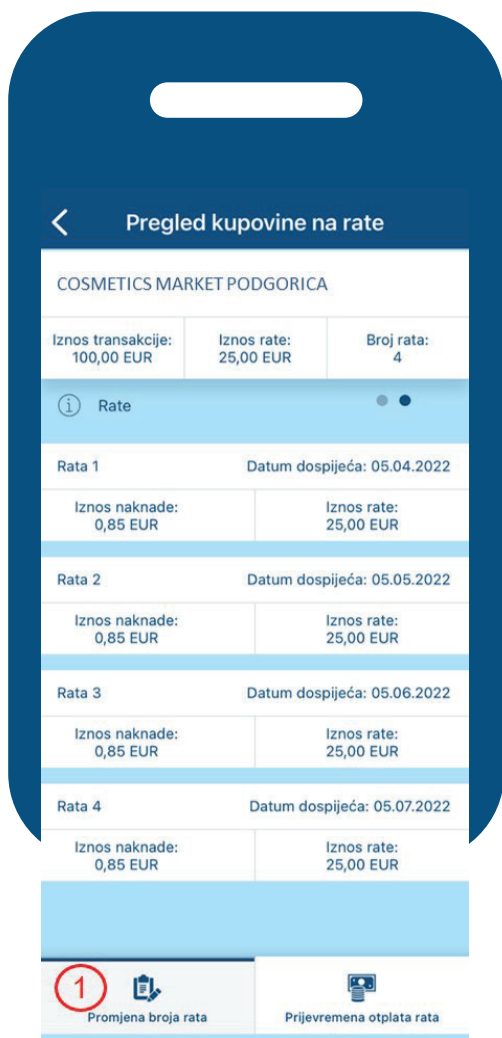 Pregled kupovine na rate
COSMETICS MARKET PODGORICA
Iznos transakcije: Iznos rate: Broj rata:
100,00 EUR 25,00 EUR 4
i Rate
Rata 1 Datum dospijeća: 05.04.2022
Iznos naknade: Iznos rate:
0,85 EUR 25,00 EUR
Rata 2 Datum dospijeća: 05.05.2022
Iznos naknade: Iznos rate:
0,85 EUR 25,00 EUR
Rata 3 Datum dospijeća: 05.06.2022
Iznos naknade: Iznos rate:
0,85 EUR 25,00 EUR
Rata 4 Datum dospijeća: 05.07.2022
Iznos naknade: Iznos rate:
0,85 EUR 25,00 EUR
1
Promjena broja rata Prijevremena otplata rata